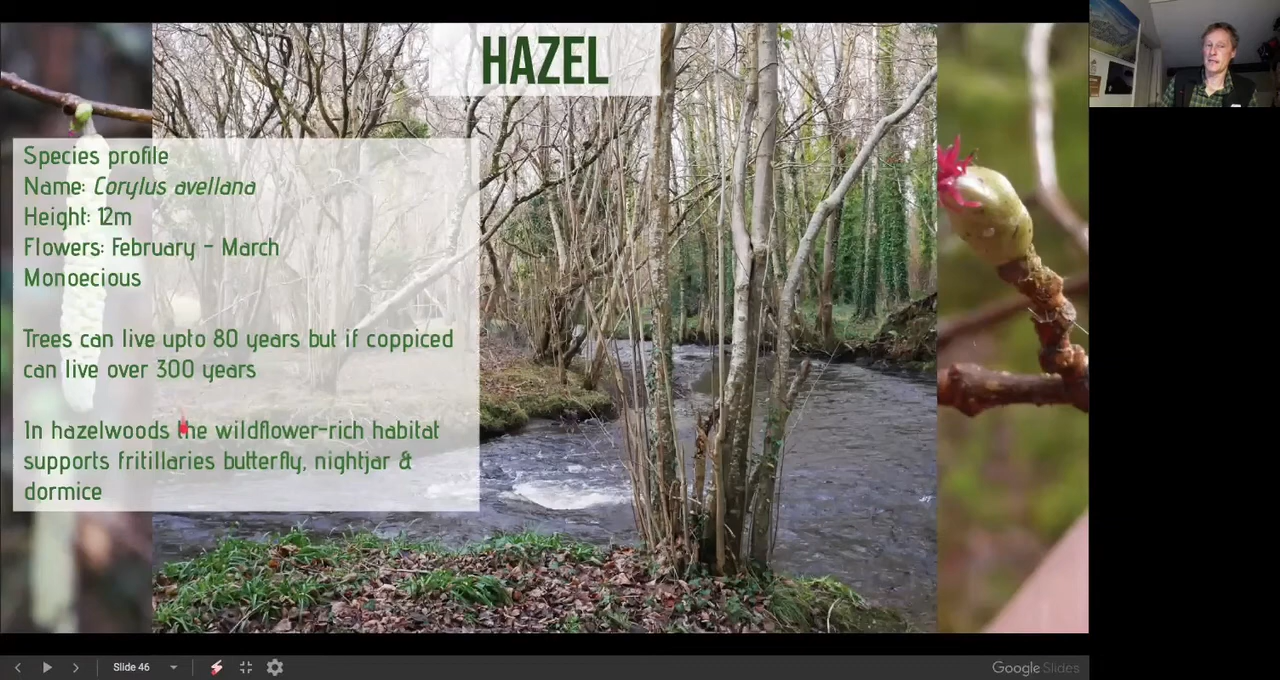 HAZEL
Species profile
Name: Corylus avellana
Height: 12m
Flowers: February - March
Monoecious
Trees can live upto 80 years but if coppiced
can live over 300 years
In hazelwoods the wildflower-rich habitat
supports fritillaries butterfly, nightjar &
dormice
Slide 46
Google Slides